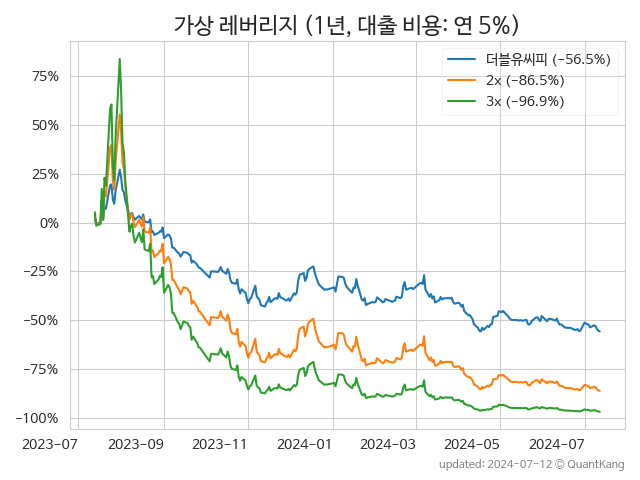 가상 레버리지 (1년, 대출 비용: 연 5%)
더블유씨피 (−56.5%)
2x (−86.5%)
3x (−96.9%)
75%
50%
25%
0%
−25%
−50%
−75%
−100%
2023-07 2023-09 2023-11 2024-01 2024-03 2024-05 2024-07
updated: 2024-07-12 © QuantKang